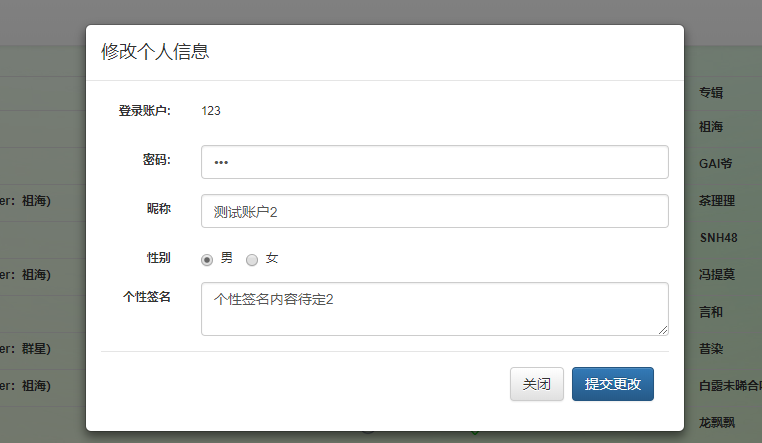 修改个人信息
登录账户: 123
密码: •••
昵称 测试账户2
性别 男 女
个性签名 个性签名内容待定2
关闭 提交更改
专辑
祖海
GAI爷
er：祖海) 茶理理
SNH48
er：祖海) 冯提莫
言和
er：群星) 昔染
er：祖海) 白露未晞合
龙飘飘